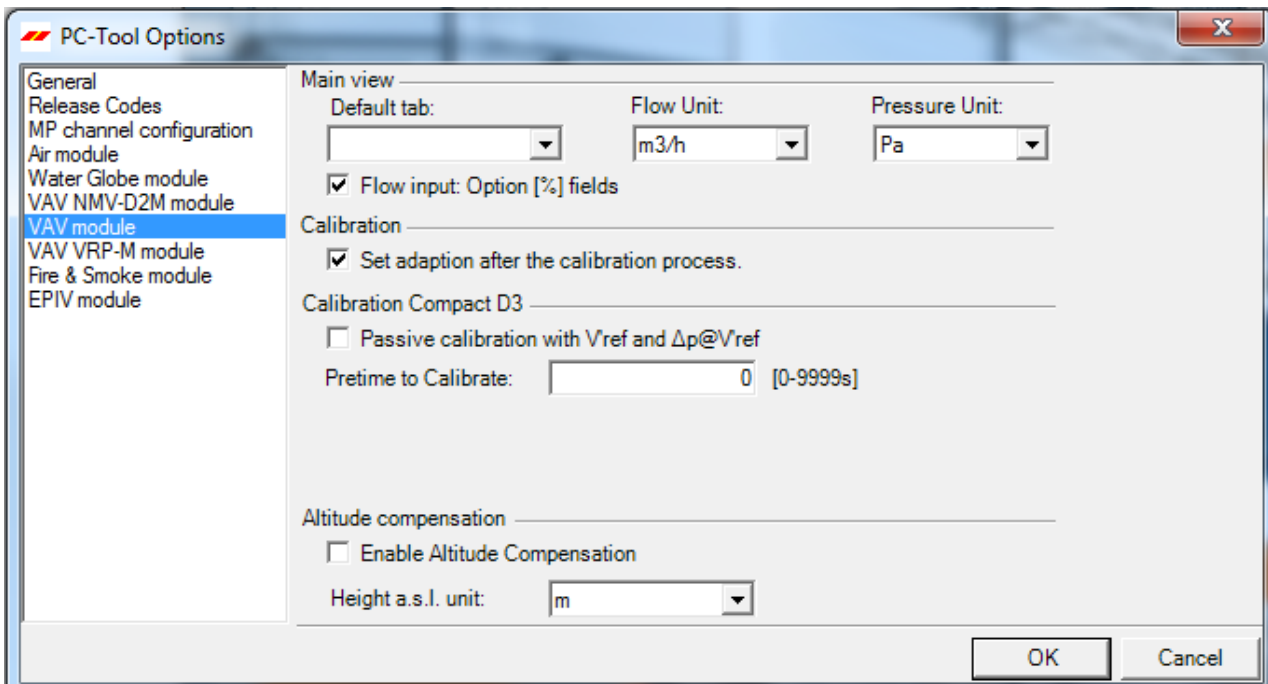 PC-Tool Options
General
Release Codes
MP channel configuration
Air module
Water Globe module
VAV NMV-D2M module
VAV module
VAV VRP-M module
Fire & Smoke module
EPIV module
Main view
Default tab: Flow Unit: Pressure Unit:
m3/h Pa
Flow input: Option [%] fields
Calibration
Set adaption after the calibration process.
Calibration Compact D3
Passive calibration with V'ref and Δp@V'ref
Pretime to Calibrate: 0 [0-9999s]
Altitude compensation
Enable Altitude Compensation
Height a.s.l. unit: m
OK Cancel